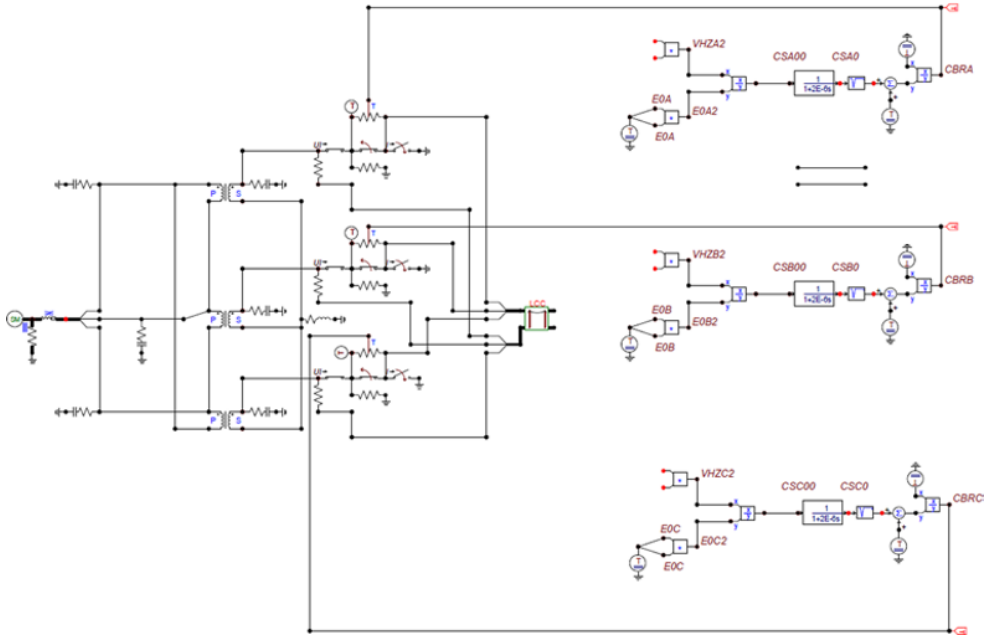 VHZA2
CSA00 CSA0
x
x
y
CBRA
1
1+2E-6s
y
E0A
E0A2
E0A
T
T
T
UI
P S
VHZB2
CSB00 CSB0
x
x
y
CBRB
1
1+2E-6s
y
E0B
E0B2
E0B
T
T
T
UI
P S
LCC
T
UI
P S
VHZC2
CSC00 CSC0
x
x
y
CBRC
1
1+2E-6s
y
E0C
E0C2
E0C
T
T
T